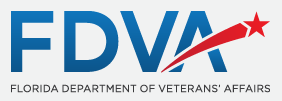 FDVA
FLORIDA DEPARTMENT OF VETERANS' AFFAIRS